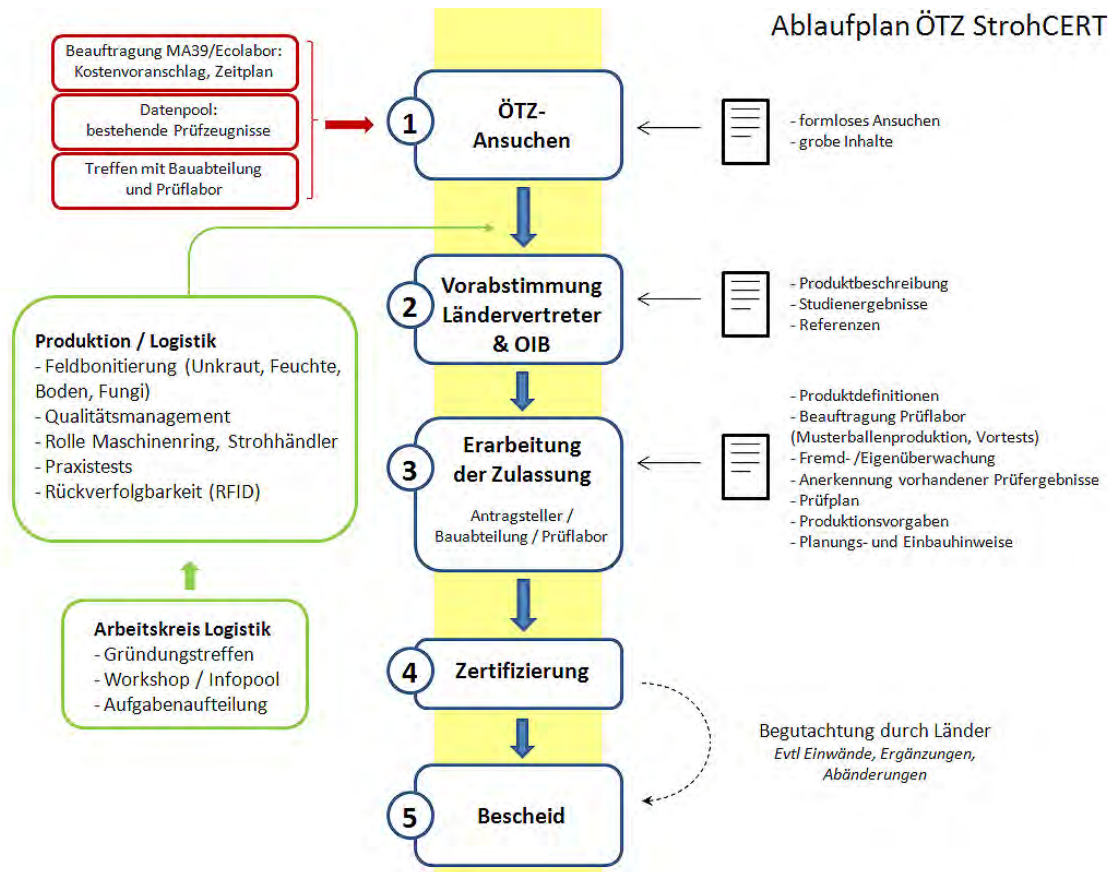 Ablaufplan ÖTZ StrohCERT
Beauftragung MA39/Ecolabor:
Kostenvoranschlag, Zeitplan
Datenpool:
bestehende Prüfzeugnisse
Treffen mit Bauabteilung
und Prüflabor
1
ÖTZ-
Ansuchen
- formloses Ansuchen
- grobe Inhalte
2
Vorabstimmung
Ländervertreter
& OIB
- Produktbeschreibung
- Studienergebnisse
- Referenzen
Produktion / Logistik
- Feldbonitierung (Unkraut, Feuchte,
Boden, Fungi)
- Qualitätsmanagement
- Rolle Maschinenring, Strohhändler
- Praxistests
- Rückverfolgbarkeit (RFID)
3
Erarbeitung
der Zulassung
Antragsteller /
Bauabteilung / Prüflabor
- Produktdefinitionen
- Beauftragung Prüflabor
(Musterballenproduktion, Vortests)
- Fremd- /Eigenüberwachung
- Anerkennung vorhandener Prüfergebnisse
- Prüfplan
- Produktionsvorgaben
- Planungs- und Einbauhinweise
Arbeitskreis Logistik
- Gründungstreffen
- Workshop / Infopool
- Aufgabenaufteilung
4
Zertifizierung
Begutachtung durch Länder
Evtl Einwände, Ergänzungen,
Abänderungen
5
Bescheid